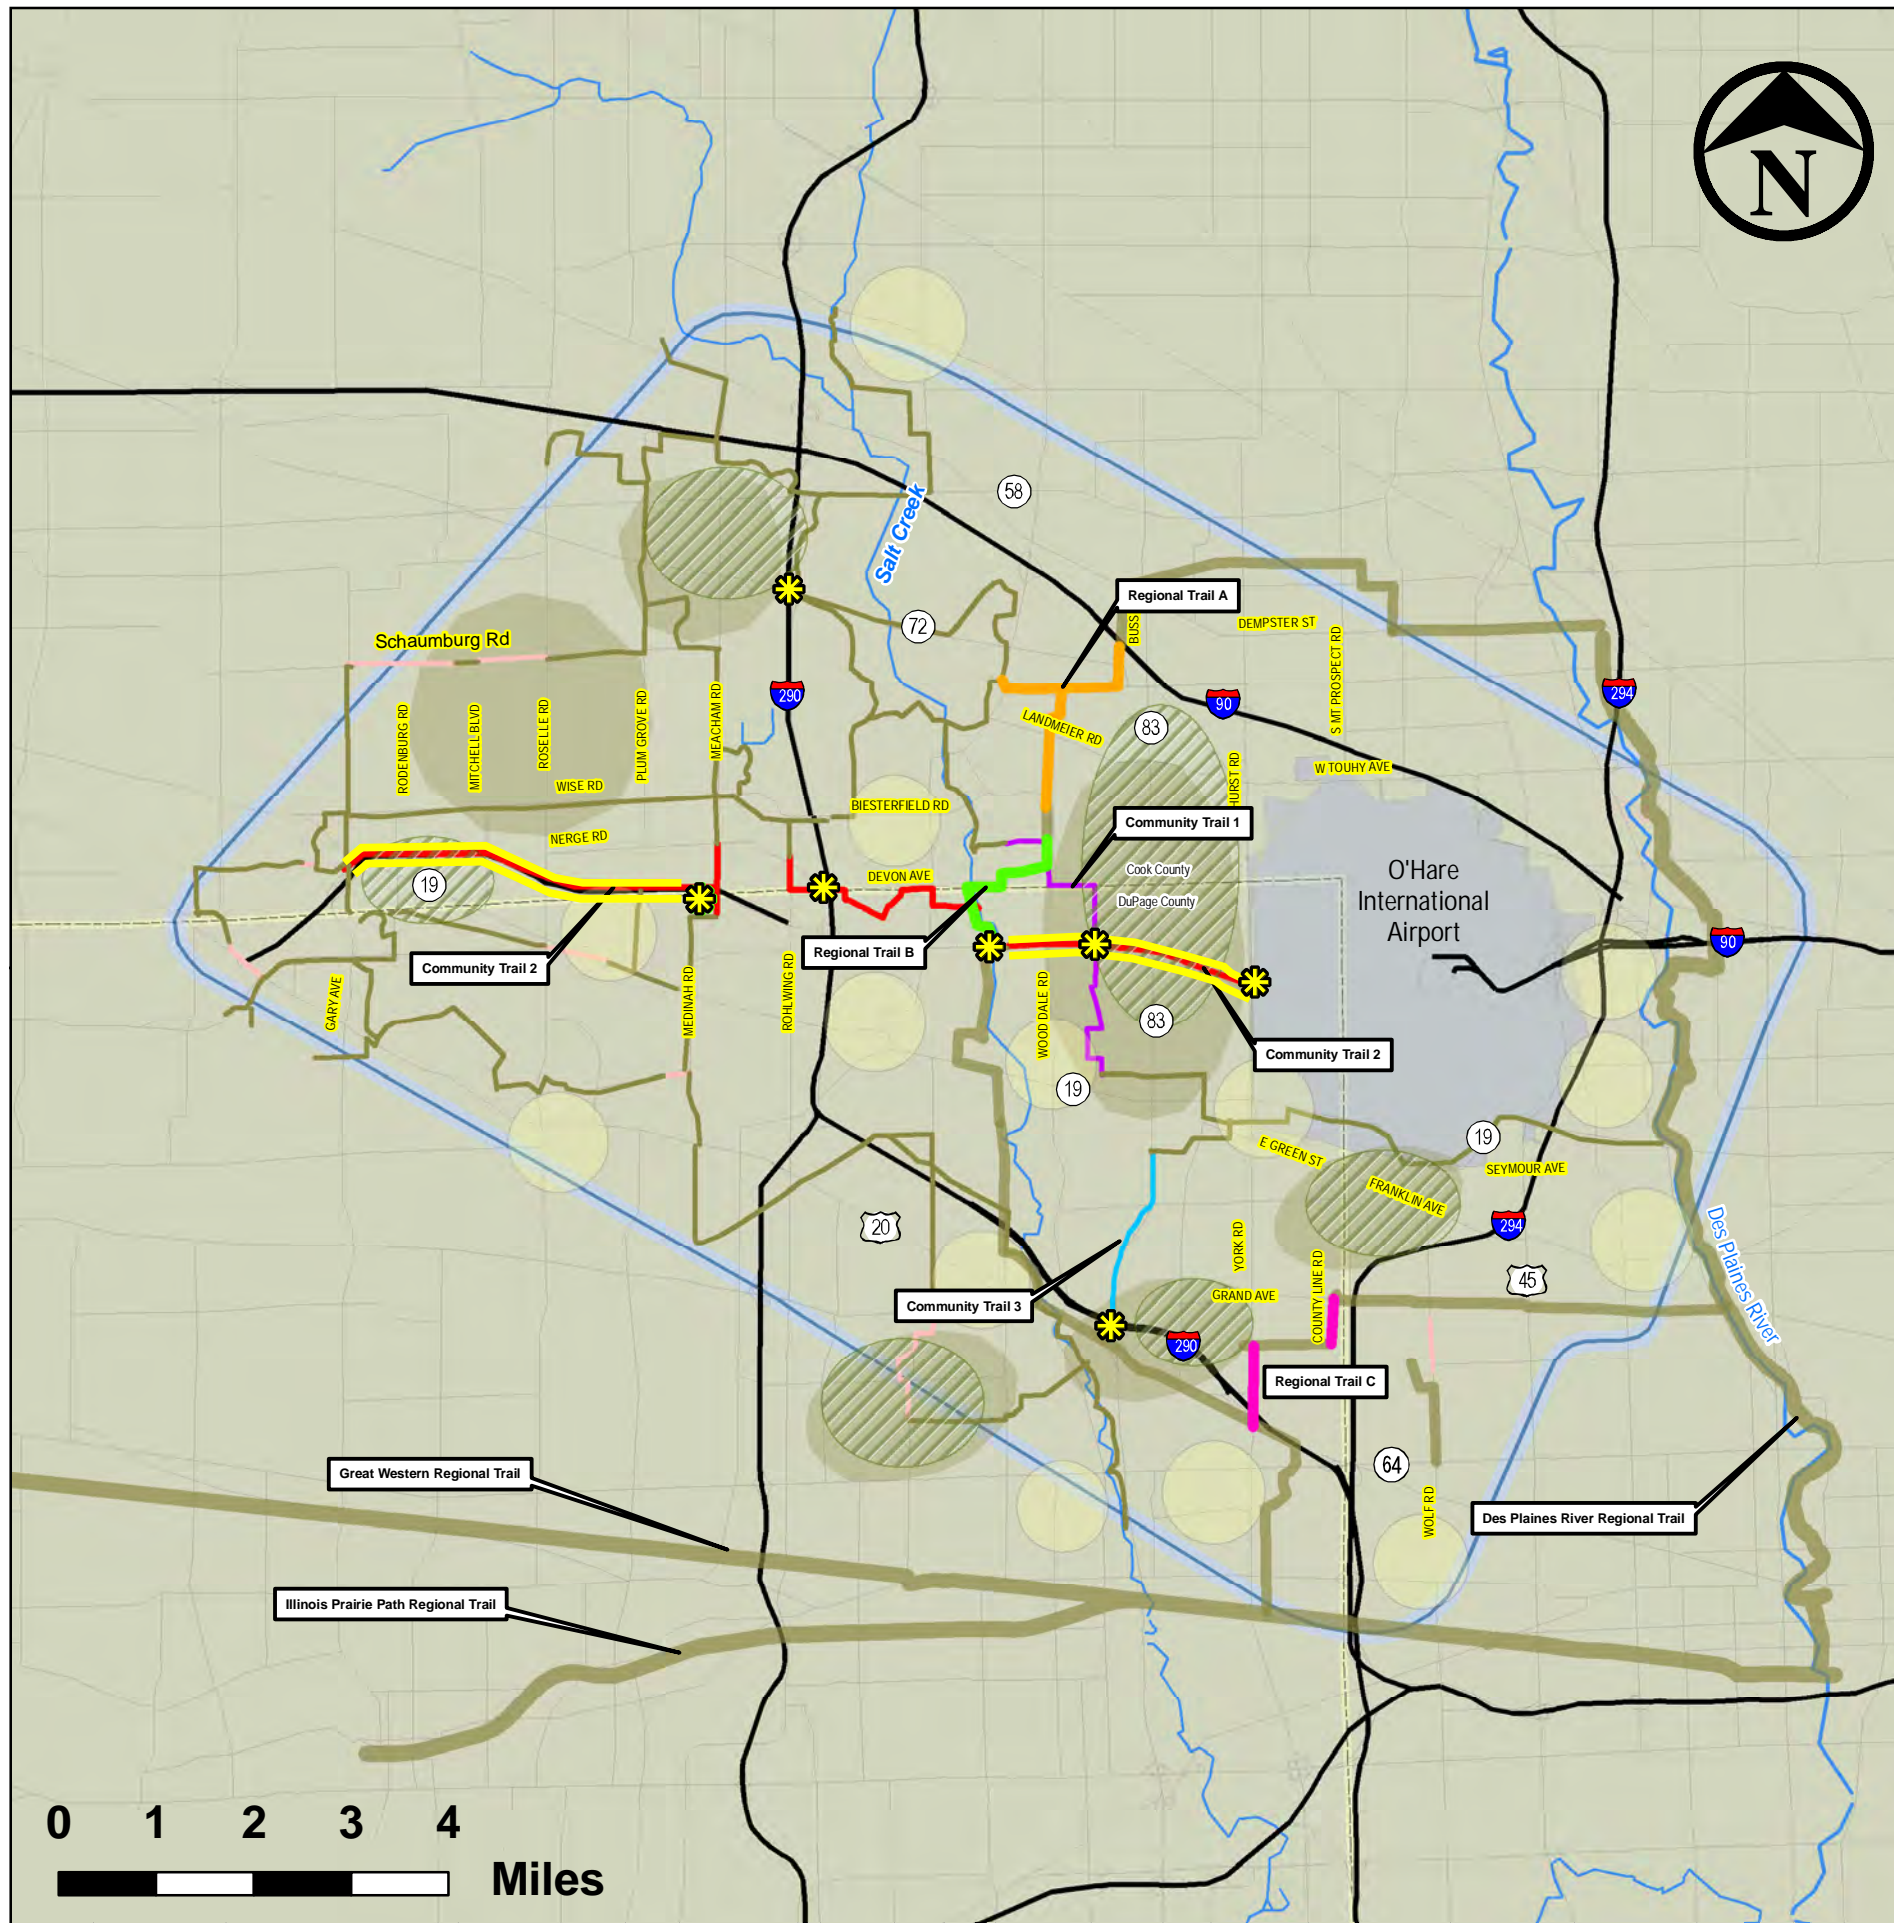 N
58
Salt Creek
Regional Trail A
BUSS
DEMPSTER ST
72
Schaumburg Rd
S MT PROSPECT RD
290
294
90
RODENBURG RD
MITCHELL BLVD
ROSELLE RD
PLUM GROVE RD
MEACHAM RD
LANDMEIER RD
83
HURST RD
W TOUHY AVE
WISE RD
BIESTERFIELD RD
Community Trail 1
NERGE RD
Cook County
DEVON AVE
19
DuPage County
O'Hare
International
Airport
Regional Trail B
90
Community Trail 2
GARY AVE
MEDINAH RD
ROHLWING RD
WOOD DALE RD
83
Community Trail 2
19
19
E GREEN ST
SEYMOUR AVE
FRANKLIN AVE
20
294
YORK RD
COUNTY LINE RD
Des Plaines River
45
GRAND AVE
Community Trail 3
290
Regional Trail C
64
Great Western Regional Trail
WOLF RD
Des Plaines River Regional Trail
Illinois Prairie Path Regional Trail
0 1 2 3 4
Miles